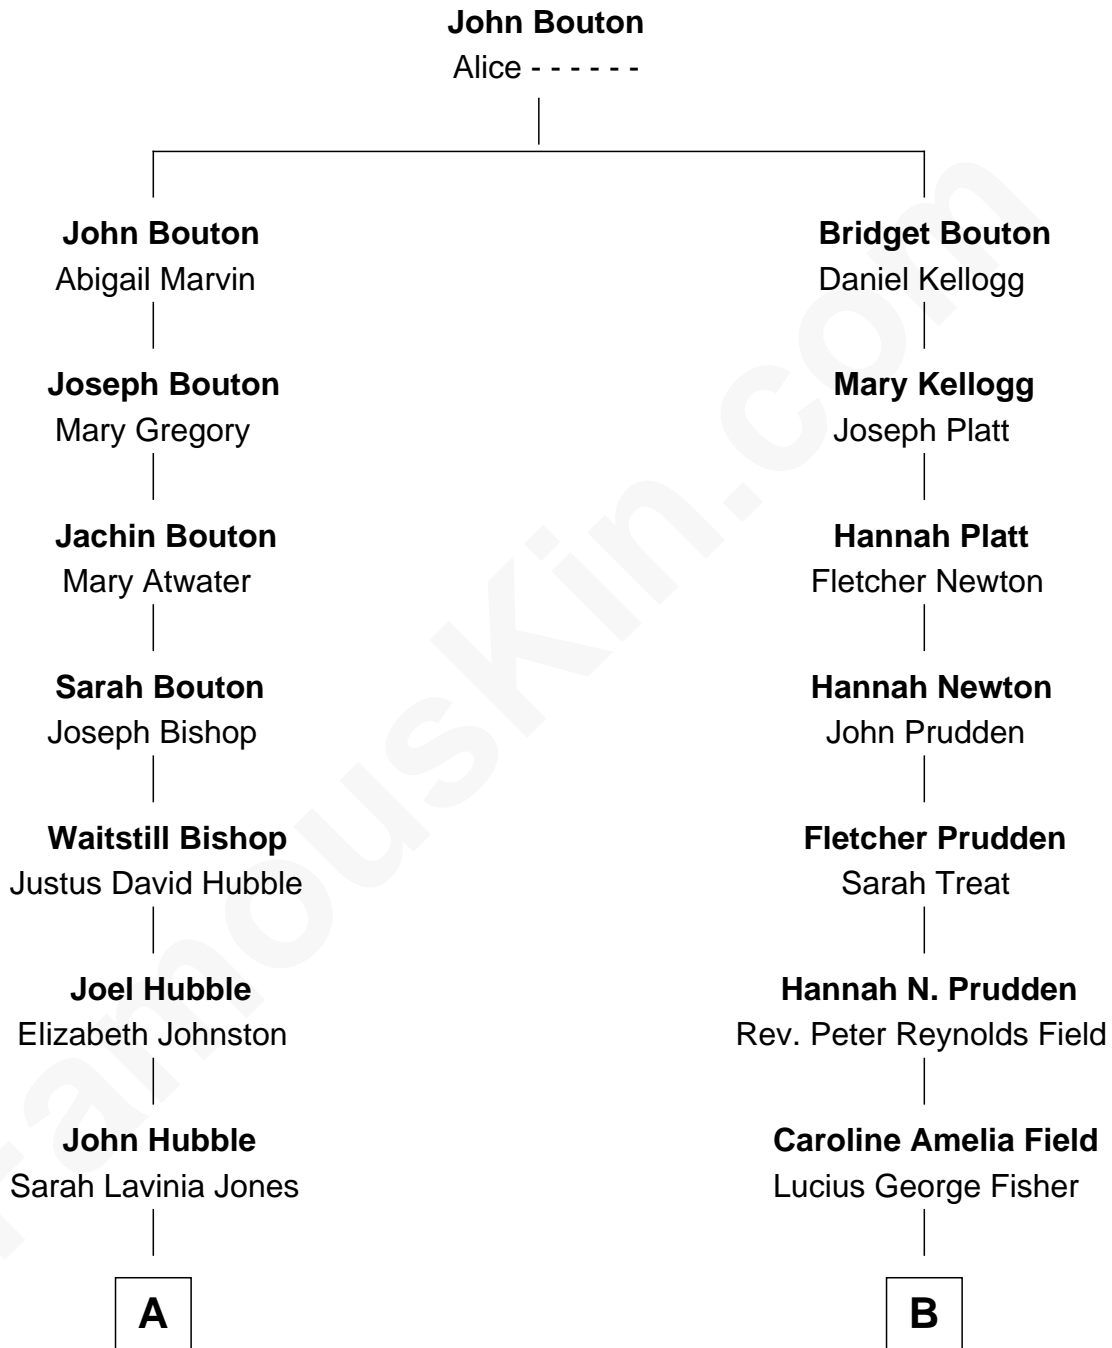 John Bouton
Alice - - - - - -
John Bouton
Abigail Marvin
Bridget Bouton
Daniel Kellogg
Joseph Bouton
Mary Gregory
Mary Kellogg
Joseph Platt
Jachin Bouton
Mary Atwater
Hannah Platt
Fletcher Newton
Sarah Bouton
Joseph Bishop
Hannah Newton
John Prudden
Waitstill Bishop
Justus David Hubble
Fletcher Prudden
Sarah Treat
Joel Hubble
Elizabeth Johnston
Hannah N. Prudden
Rev. Peter Reynolds Field
John Hubble
Sarah Lavinia Jones
Caroline Amelia Field
Lucius George Fisher
A
B
FamousKin.com